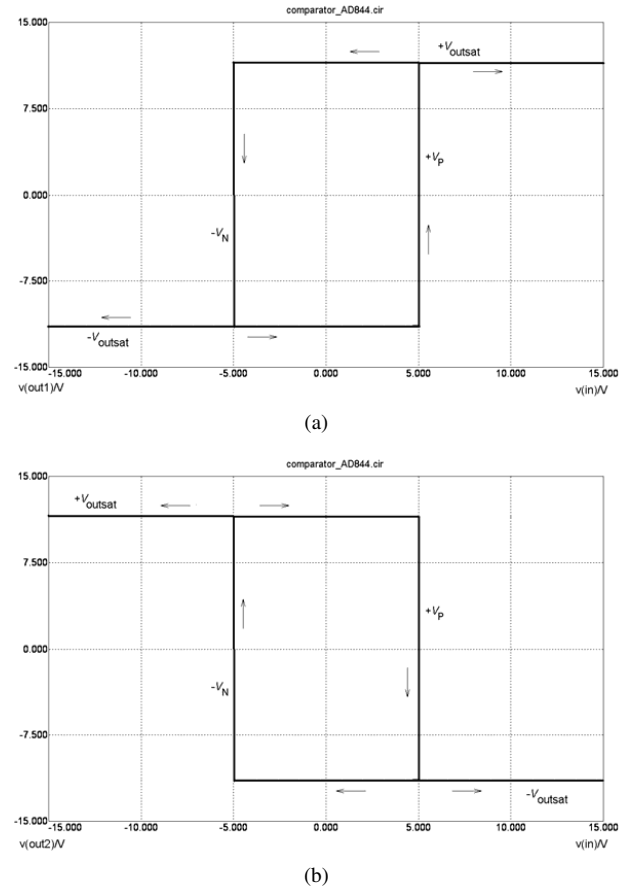 comparator_AD844.cir
15.000
+Voutsat
7.500
+VP
0.000
-VN
-7.500
-Voutsat
-15.000
-15.000 -10.000 -5.000 0.000 5.000 10.000 15.000
v(out1)/V v(in)/V
(a)
comparator_AD844.cir
15.000
+Voutsat
7.500
+VP
0.000
-VN
-7.500
-Voutsat
-15.000
-15.000 -10.000 -5.000 0.000 5.000 10.000 15.000
v(out2)/V v(in)/V
(b)